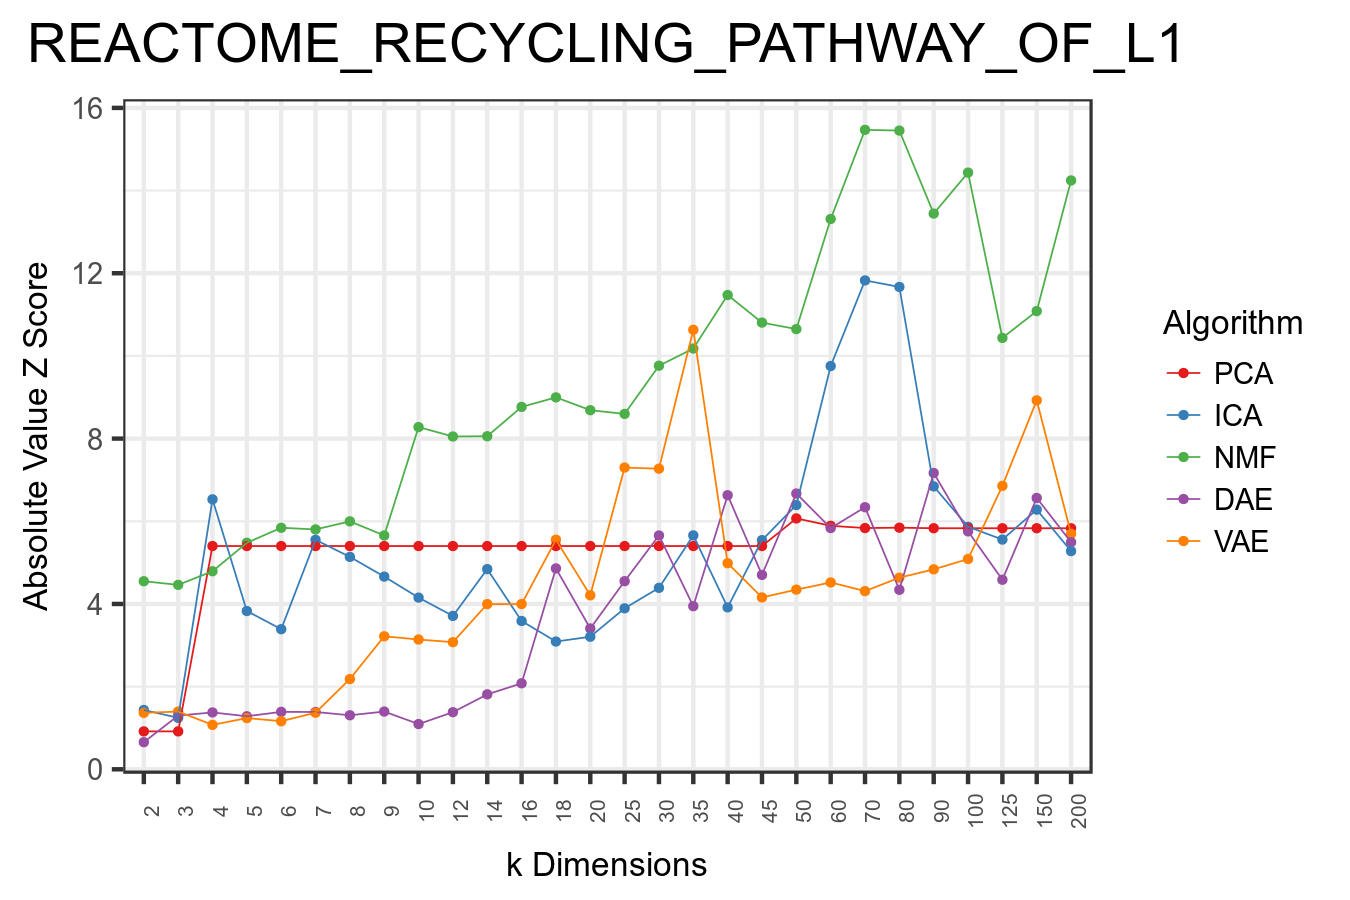 REACTOME_RECYCLING_PATHWAY_OF_L1
Absolute Value Z Score
16
12
8
4
0
2 3 4 5 6 7 8 9 10 12 14 16 18 20 25 30 35 40 45 50 60 70 80 90 100 125 150 200
k Dimensions
Algorithm
PCA
ICA
NMF
DAE
VAE